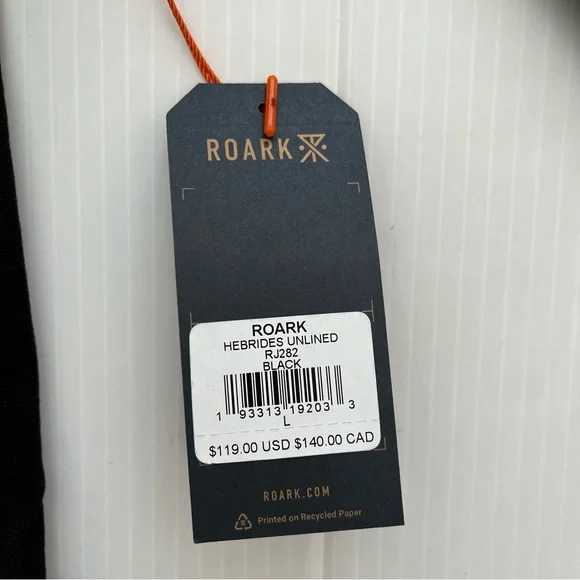 ROARK
ROARK
HEBRIDES UNLINED
RJ282
BLACK
1 93313 19203 3
L
$119.00 USD $140.00 CAD
ROARK.COM
Printed on Recycled Paper